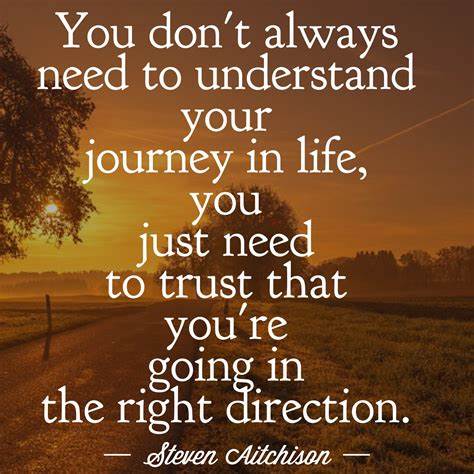 You don't always
need to understand
your
journey in life,
you
just need
to trust that
you're
going in
the right direction.
— Steven Aitchison —